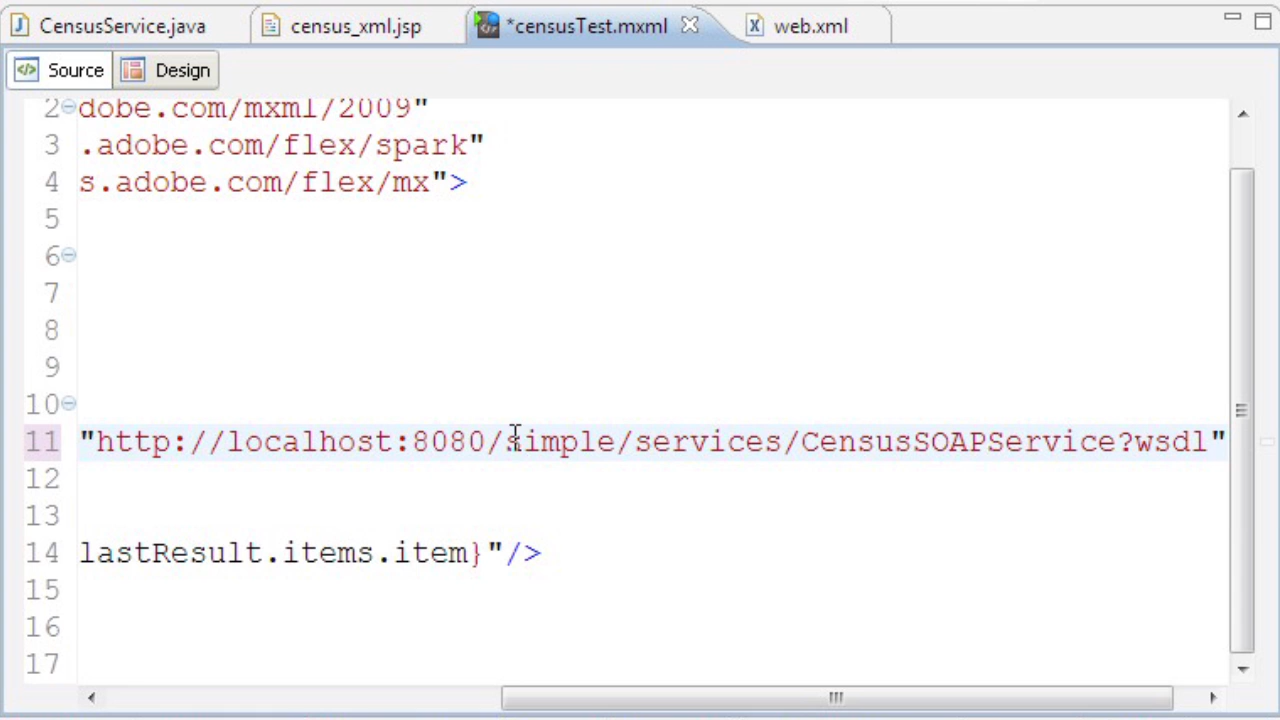 CensusService.java
census_xml.jsp
*censusTest.mxml
web.xml
Source
Design
2 dobe.com/mxml/2009"
3 .adobe.com/flex/spark"
4 s.adobe.com/flex/mx">
5
6
7
8
9
10
11 "http://localhost:8080/simple/services/CensusSOAPService?wsdl"
12
13
14 lastResult.items.item}"/>
15
16
17